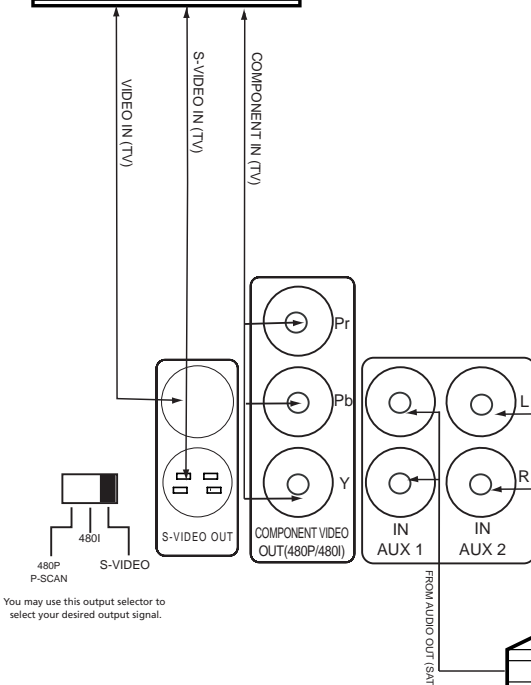 VIDEO IN (TV)
S-VIDEO IN (TV)
COMPONENT IN (TV)
Pr
Pb
Y
L
R
480I
480P
P-SCAN
S-VIDEO
S-VIDEO OUT
COMPONENT VIDEO
OUT(480P/480I)
IN
AUX 1
IN
AUX 2
You may use this output selector to
select your desired output signal.
FROM AUDIO OUT (SAT